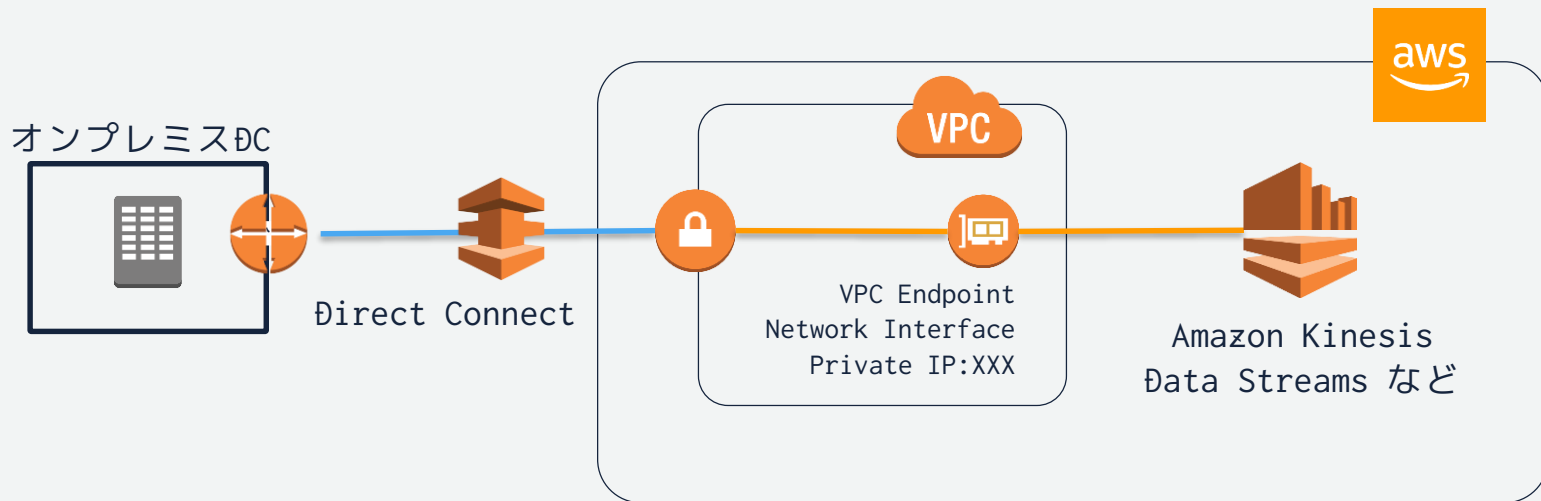 aws
VPC
オンプレミスDC
Direct Connect
VPC Endpoint
Network Interface
Private IP:XXX
Amazon Kinesis
Data Streams など